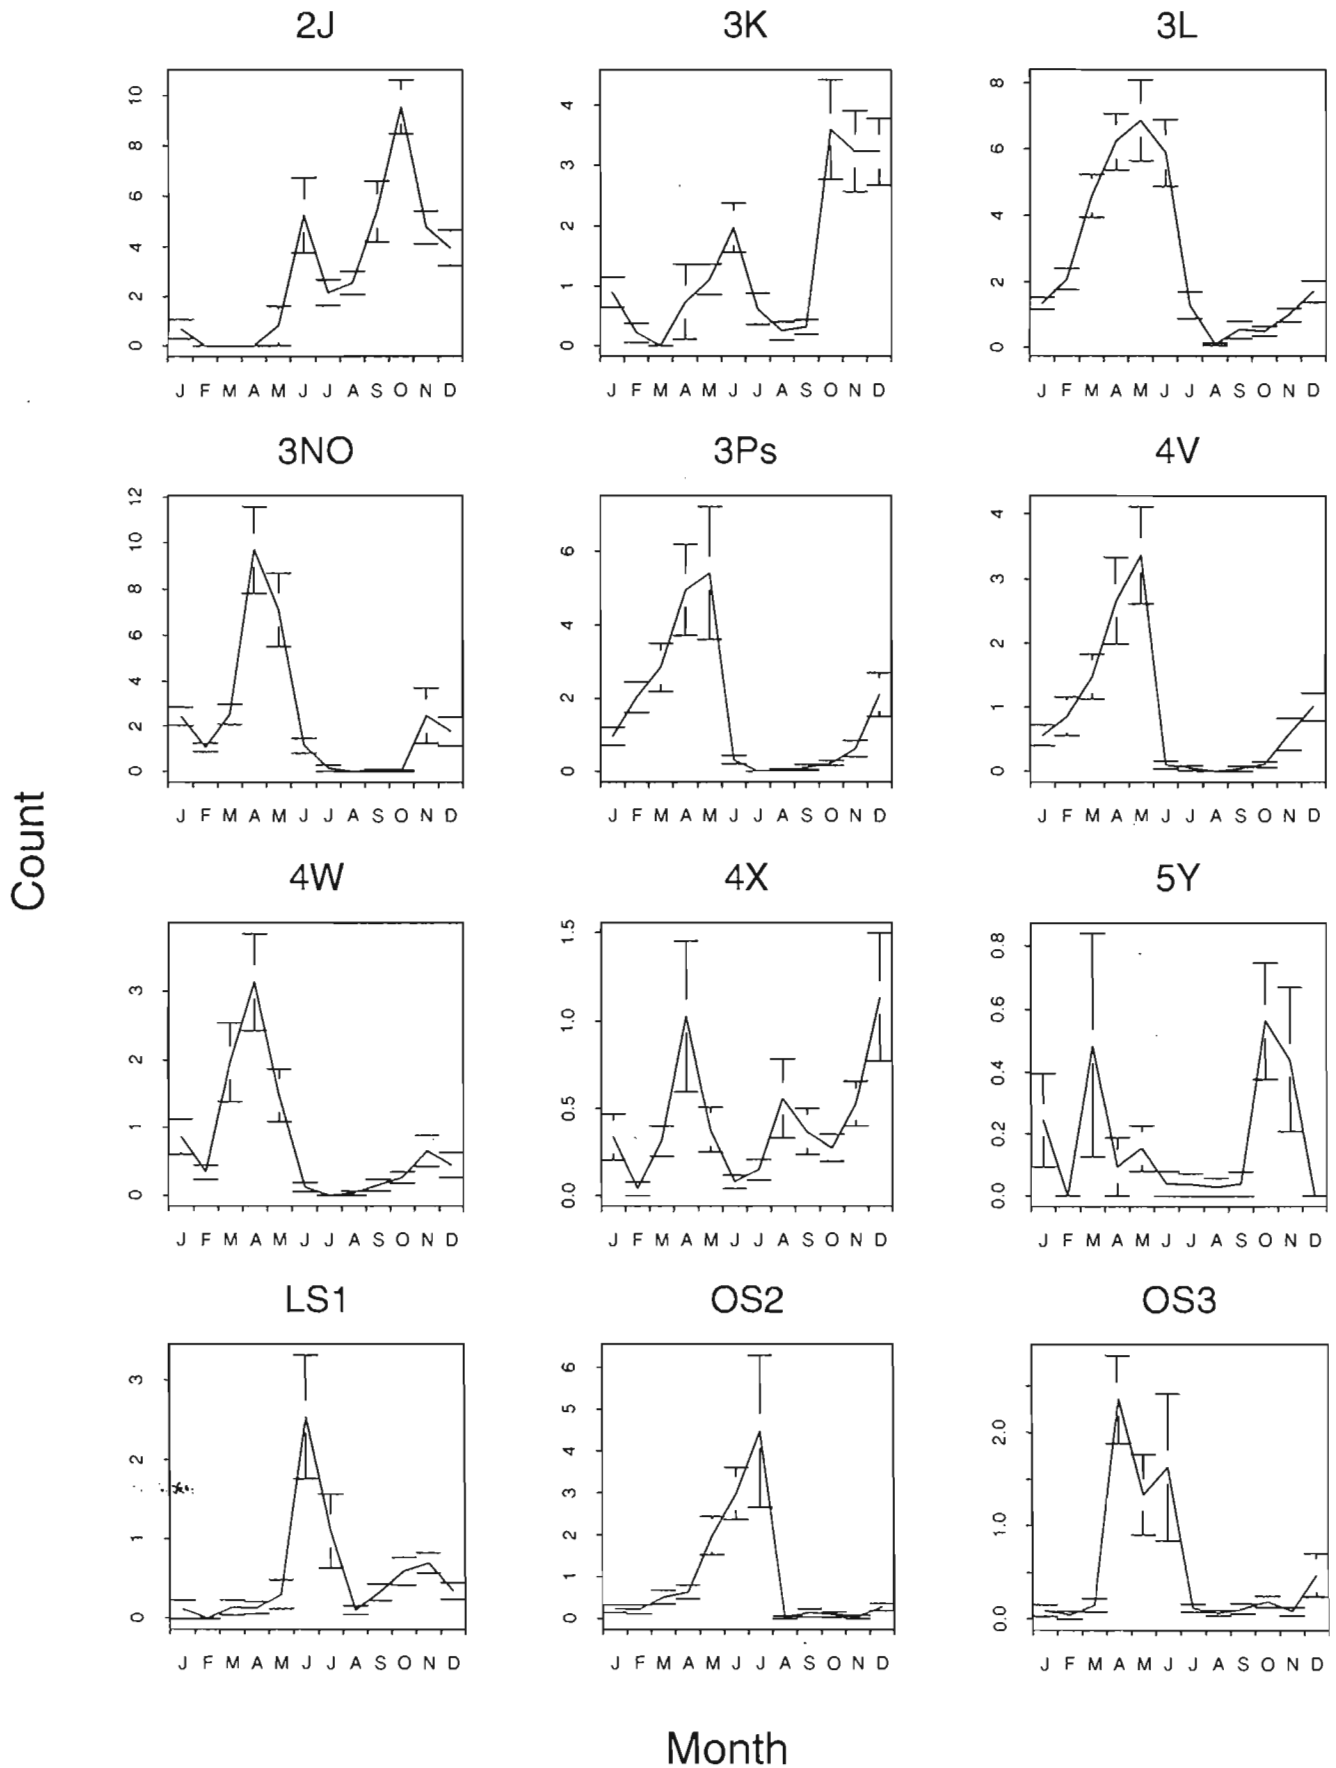 2J 3K 3L
0 2 4 6 8 10
0 1 2 3 4
0 2 4 6 8
J F M A M J J A S O N D J F M A M J J A S O N D J F M A M J J A S O N D
3NO 3Ps 4V
0 2 4 6 8 10 12
0 2 4 6
0 1 2 3 4
J F M A M J J A S O N D J F M A M J J A S O N D J F M A M J J A S O N D
Count
4W 4X 5Y
0 1 2 3
0.0 0.5 1.0 1.5
0.0 0.2 0.4 0.6 0.8
J F M A M J J A S O N D J F M A M J J A S O N D J F M A M J J A S O N D
LS1 OS2 OS3
0 1 2 3
0 1 2 3 4 5 6
0.0 1.0 2.0
J F M A M J J A S O N D J F M A M J J A S O N D J F M A M J J A S O N D
Month